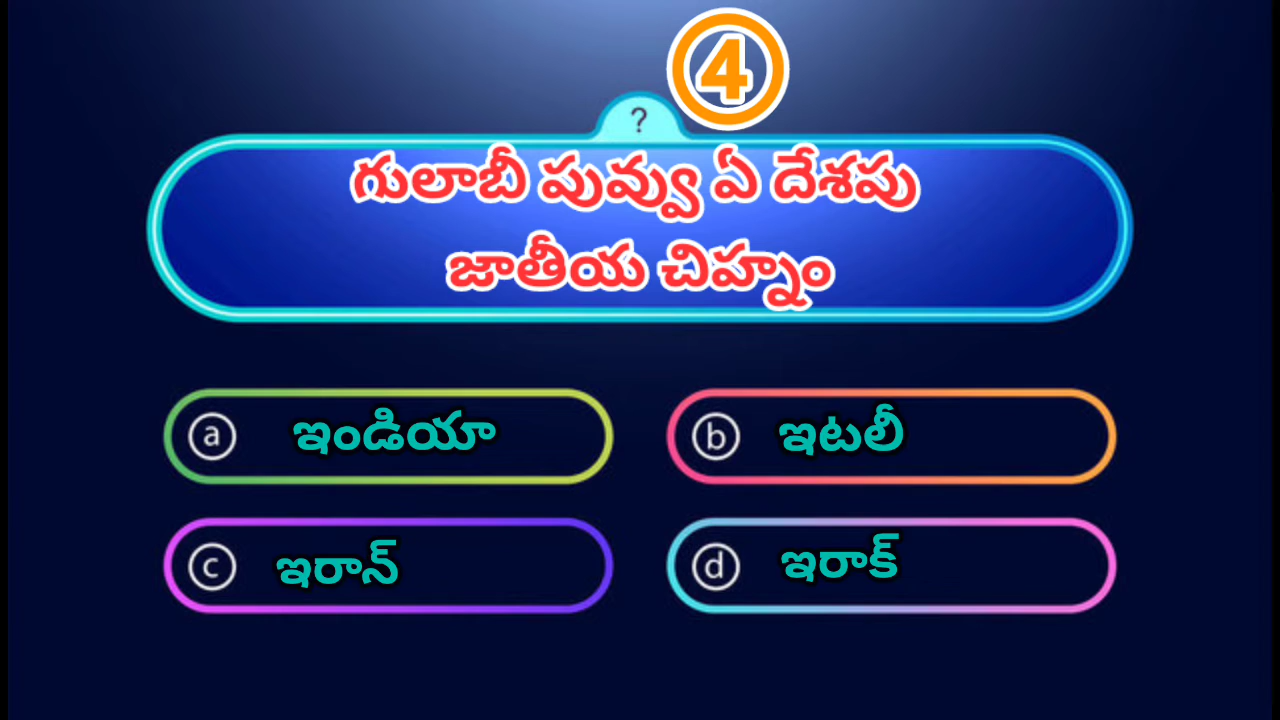 ④
?
గులాబీ పువ్వు ఏ దేశపు
జాతీయ చిహ్నం
a ఇండియా
b ఇటలీ
c ఇరాన్
d ఇరాక్